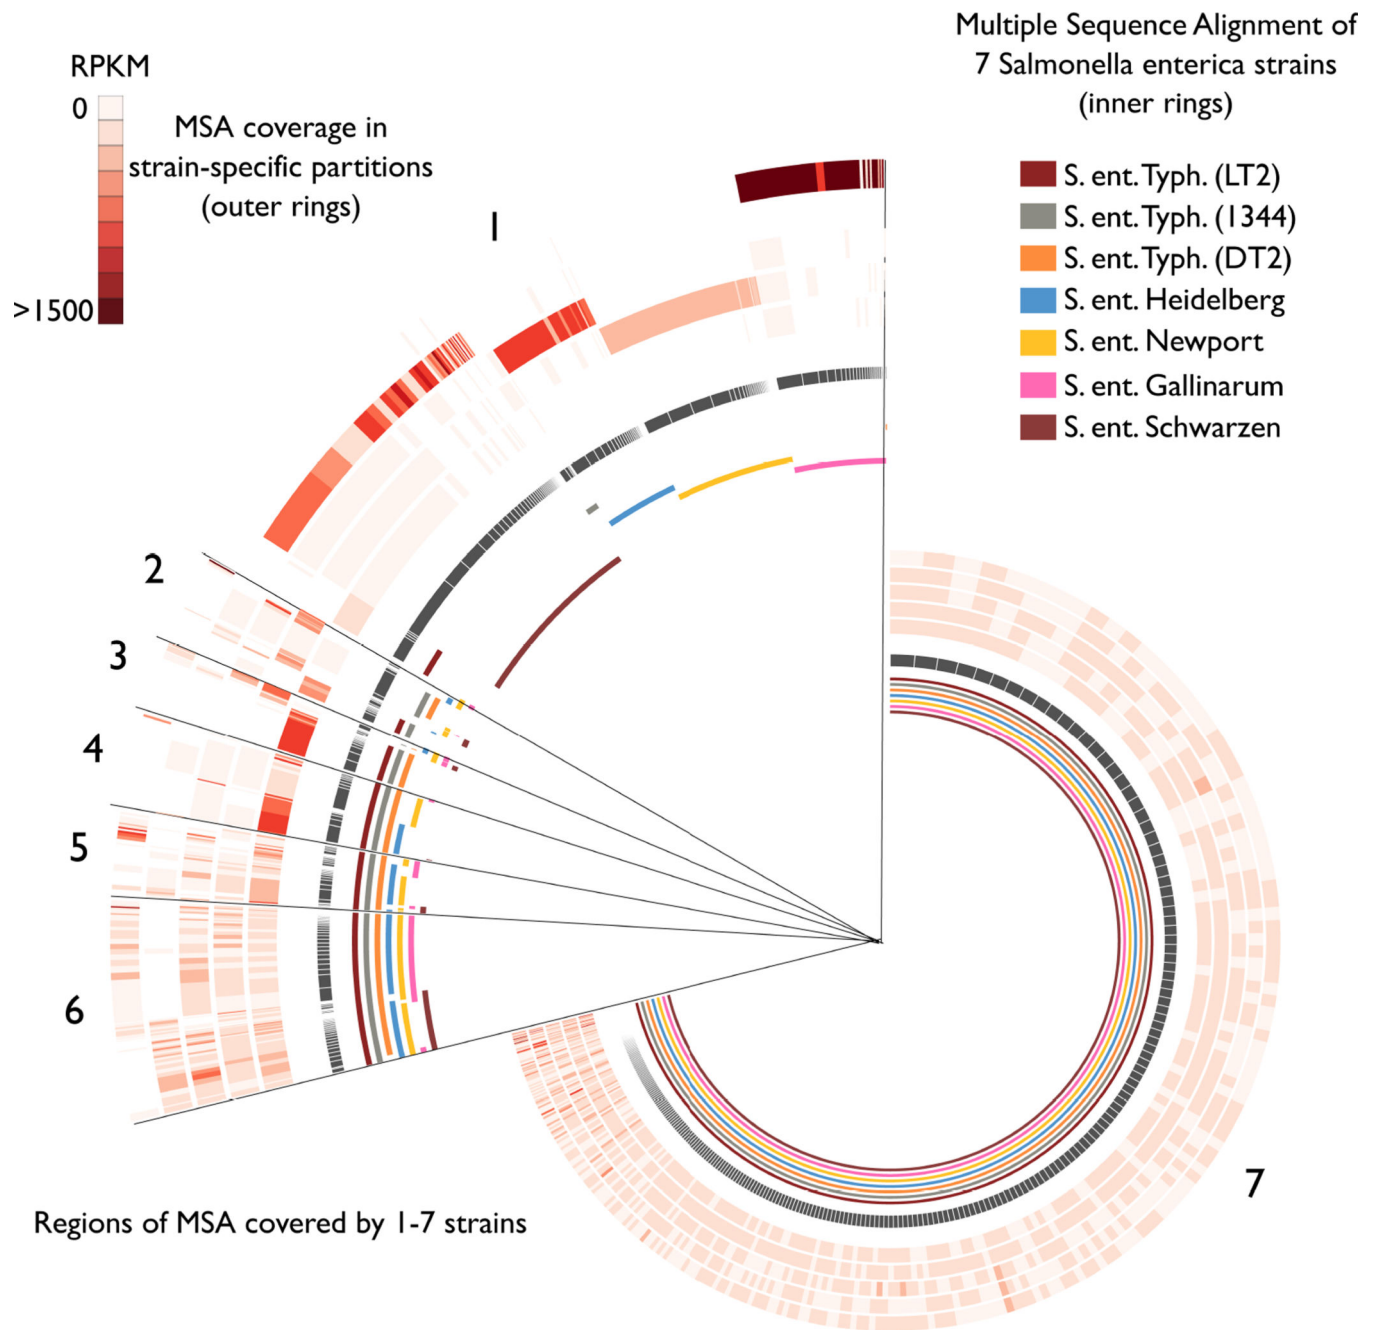 Multiple Sequence Alignment of
7 Salmonella enterica strains
(inner rings)
RPKM
0
>1500
MSA coverage in
strain-specific partitions
(outer rings)
S. ent. Typh. (LT2)
S. ent. Typh. (1344)
S. ent. Typh. (DT2)
S. ent. Heidelberg
S. ent. Newport
S. ent. Gallinarum
S. ent. Schwarzen
1
2
3
4
5
6
7
Regions of MSA covered by 1-7 strains